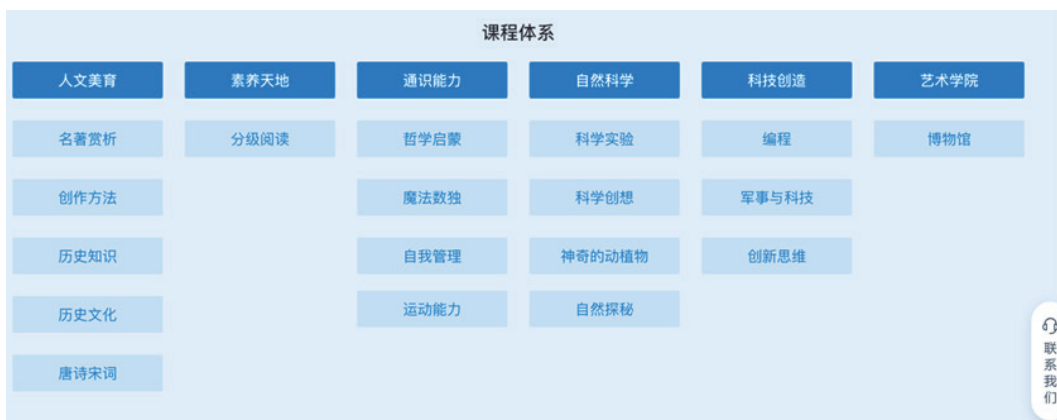 课程体系
人文美育 素养天地 通识能力 自然科学 科技创造 艺术学院
名著赏析 分级阅读 哲学启蒙 科学实验 编程 博物馆
创作方法 魔法数独 科学创想 军事与科技
历史知识 自我管理 神奇的动植物 创新思维
历史文化 运动能力 自然探秘
唐诗宋词
联系我们